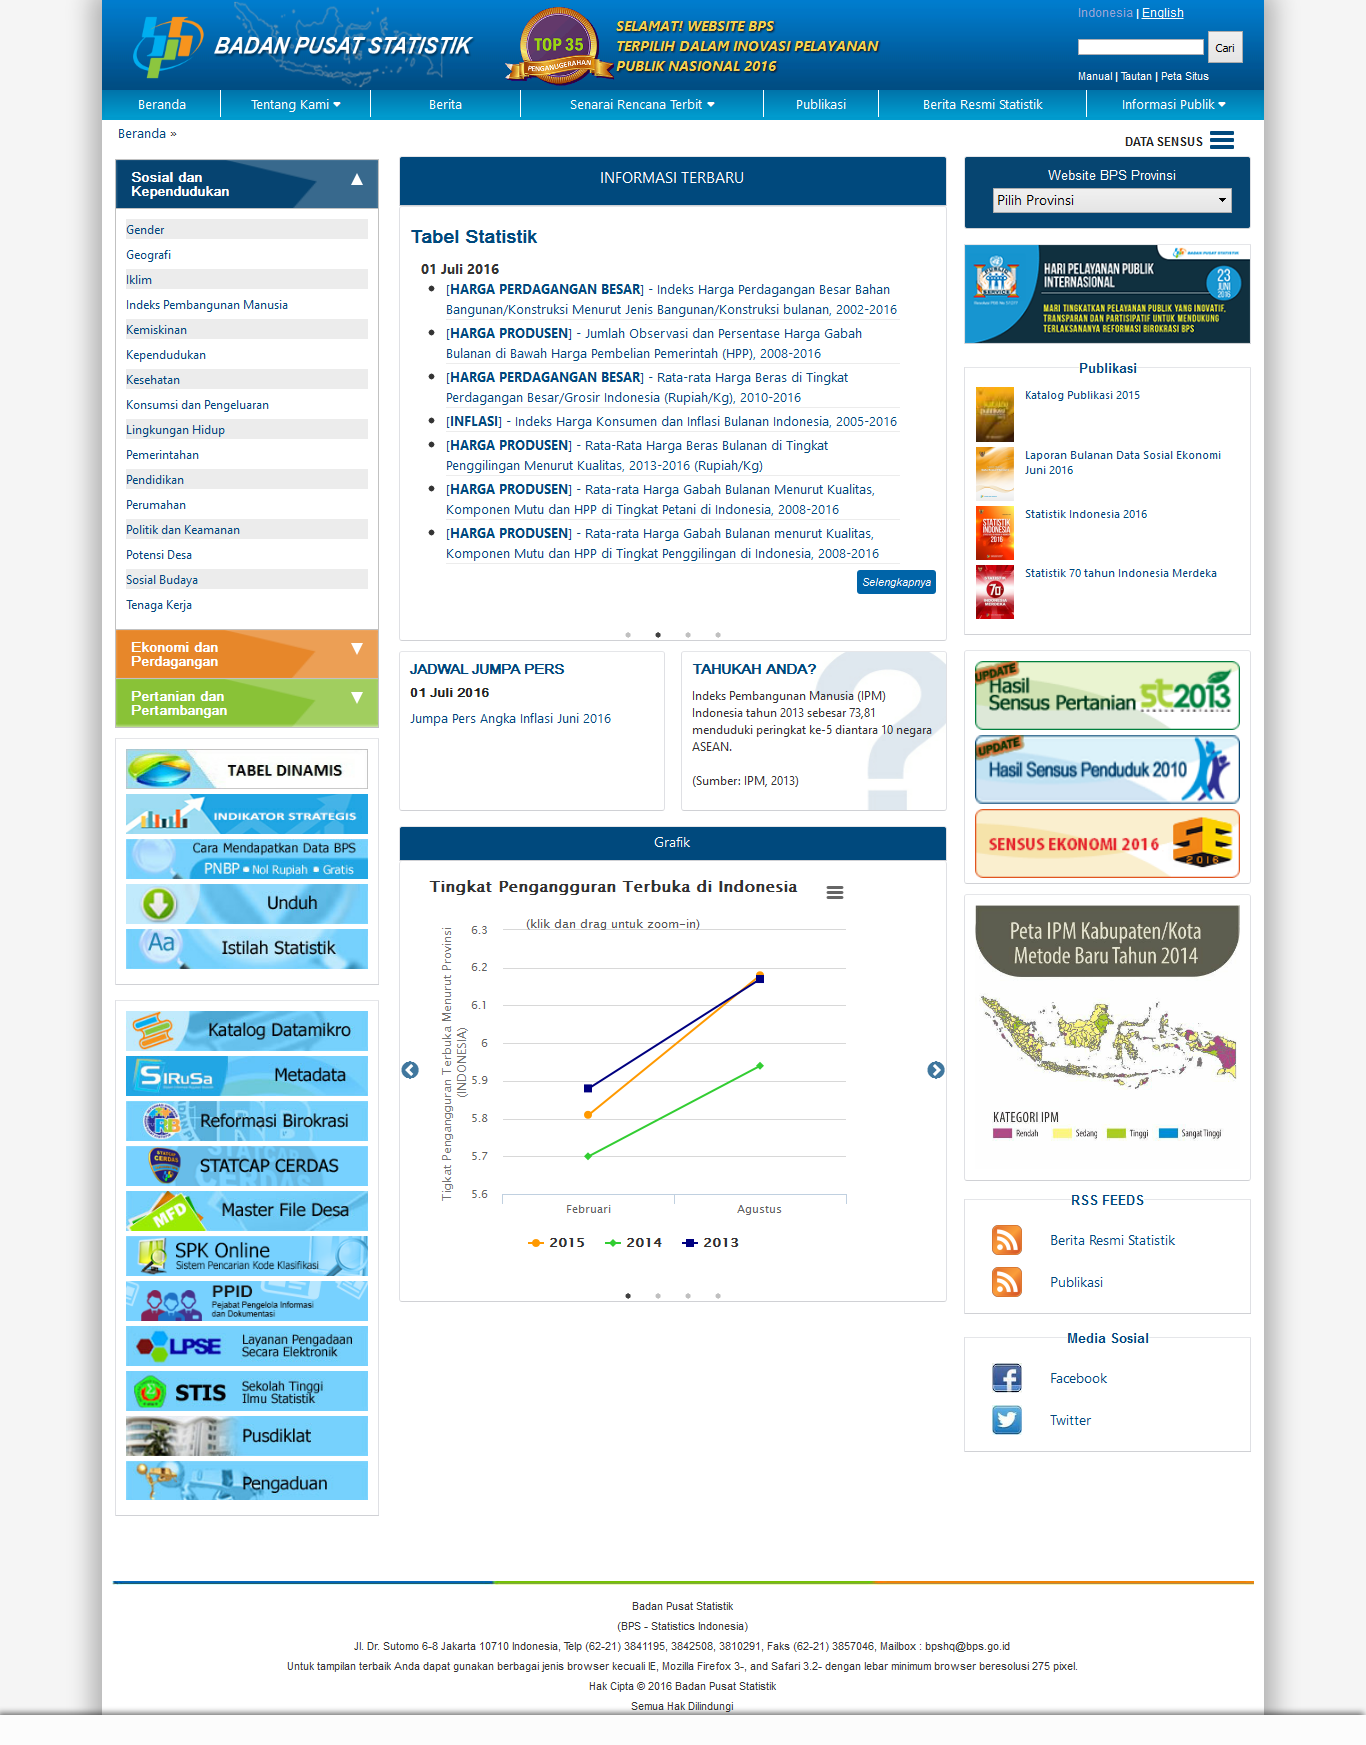 BADAN PUSAT STATISTIK
TOP 35
PENGANUGERAHAN
SELAMAT! WEBSITE BPS
TERPILIH DALAM INOVASI PELAYANAN
PUBLIK NASIONAL 2016
Indonesia | English
Cari
Manual | Tautan | Peta Situs
Beranda
Tentang Kami
Berita
Senarai Rencana Terbit
Publikasi
Berita Resmi Statistik
Informasi Publik
Beranda »
DATA SENSUS
Sosial dan
Kependudukan
Gender
Geografi
Iklim
Indeks Pembangunan Manusia
Kemiskinan
Kependudukan
Kesehatan
Konsumsi dan Pengeluaran
Lingkungan Hidup
Pemerintahan
Pendidikan
Perumahan
Politik dan Keamanan
Potensi Desa
Sosial Budaya
Tenaga Kerja
Ekonomi dan
Perdagangan
Pertanian dan
Pertambangan
TABEL DINAMIS
INDIKATOR STRATEGIS
Cara Mendapatkan Data BPS
PNBP ■ Nol Rupiah ■ Gratis
Unduh
Aa
Istilah Statistik
Katalog Datamikro
SIRuSa
Metadata
RB
Reformasi Birokrasi
STATCAP CERDAS
MFD
Master File Desa
SPK Online
Sistem Pencarian Kode Klasifikasi
PPID
Pejabat Pengelola Informasi
dan Dokumentasi
LPSE
Layanan Pengadaan
Secara Elektronik
STIS
Sekolah Tinggi
Ilmu Statistik
Pusdiklat
Pengaduan
INFORMASI TERBARU
Tabel Statistik
01 Juli 2016
[HARGA PERDAGANGAN BESAR] - Indeks Harga Perdagangan Besar Bahan
Bangunan/Konstruksi Menurut Jenis Bangunan/Konstruksi bulanan, 2002-2016
[HARGA PRODUSEN] - Jumlah Observasi dan Persentase Harga Gabah
Bulanan di Bawah Harga Pembelian Pemerintah (HPP), 2008-2016
[HARGA PERDAGANGAN BESAR] - Rata-rata Harga Beras di Tingkat
Perdagangan Besar/Grosir Indonesia (Rupiah/Kg), 2010-2016
[INFLASI] - Indeks Harga Konsumen dan Inflasi Bulanan Indonesia, 2005-2016
[HARGA PRODUSEN] - Rata-Rata Harga Beras Bulanan di Tingkat
Penggilingan Menurut Kualitas, 2013-2016 (Rupiah/Kg)
[HARGA PRODUSEN] - Rata-rata Harga Gabah Bulanan Menurut Kualitas,
Komponen Mutu dan HPP di Tingkat Petani di Indonesia, 2008-2016
[HARGA PRODUSEN] - Rata-rata Harga Gabah Bulanan menurut Kualitas,
Komponen Mutu dan HPP di Tingkat Penggilingan di Indonesia, 2008-2016
Selengkapnya
JADWAL JUMPA PERS
01 Juli 2016
Jumpa Pers Angka Inflasi Juni 2016
TAHUKAH ANDA?
Indeks Pembangunan Manusia (IPM)
Indonesia tahun 2013 sebesar 73,81
menduduki peringkat ke-5 diantara 10 negara
ASEAN.
(Sumber: IPM, 2013)
Grafik
Tingkat Pengangguran Terbuka di Indonesia
(klik dan drag untuk zoom-in)
Tigkat Pengangguran Terbuka Menurut Provinsi
(INDONESIA)
6.3
6.2
6.1
6
5.9
5.8
5.7
5.6
Februari
Agustus
2015
2014
2013
Website BPS Provinsi
Pilih Provinsi
BADAN PUSAT STATISTIK
HARI PELAYANAN PUBLIK
INTERNASIONAL
23
JUNI
2016
MARI TINGKATKAN PELAYANAN PUBLIK YANG INOVATIF,
TRANSPARAN DAN PARTISIPATIF UNTUK MENDUKUNG
TERLAKSANANYA REFORMASI BIROKRASI BPS
Publikasi
Katalog Publikasi 2015
Laporan Bulanan Data Sosial Ekonomi
Juni 2016
STATISTIK
INDONESIA
2016
Statistik Indonesia 2016
Statistik 70 tahun Indonesia Merdeka
UPDATE
Hasil
Sensus Pertanian
st2013
SENSUS PERTANIAN
UPDATE
Hasil Sensus Penduduk 2010
SENSUS EKONOMI 2016
SE
2016
Peta IPM Kabupaten/Kota
Metode Baru Tahun 2014
KATEGORI IPM
Rendah
Sedang
Tinggi
Sangat Tinggi
RSS FEEDS
Berita Resmi Statistik
Publikasi
Media Sosial
Facebook
Twitter
Badan Pusat Statistik
(BPS - Statistics Indonesia)
Jl. Dr. Sutomo 6-8 Jakarta 10710 Indonesia, Telp (62-21) 3841195, 3842508, 3810291, Faks (62-21) 3857046, Mailbox : bpshq@bps.go.id
Untuk tampilan terbaik Anda dapat gunakan berbagai jenis browser kecuali IE, Mozilla Firefox 3-, and Safari 3.2- dengan lebar minimum browser beresolusi 275 pixel.
Hak Cipta © 2016 Badan Pusat Statistik
Semua Hak Dilindungi